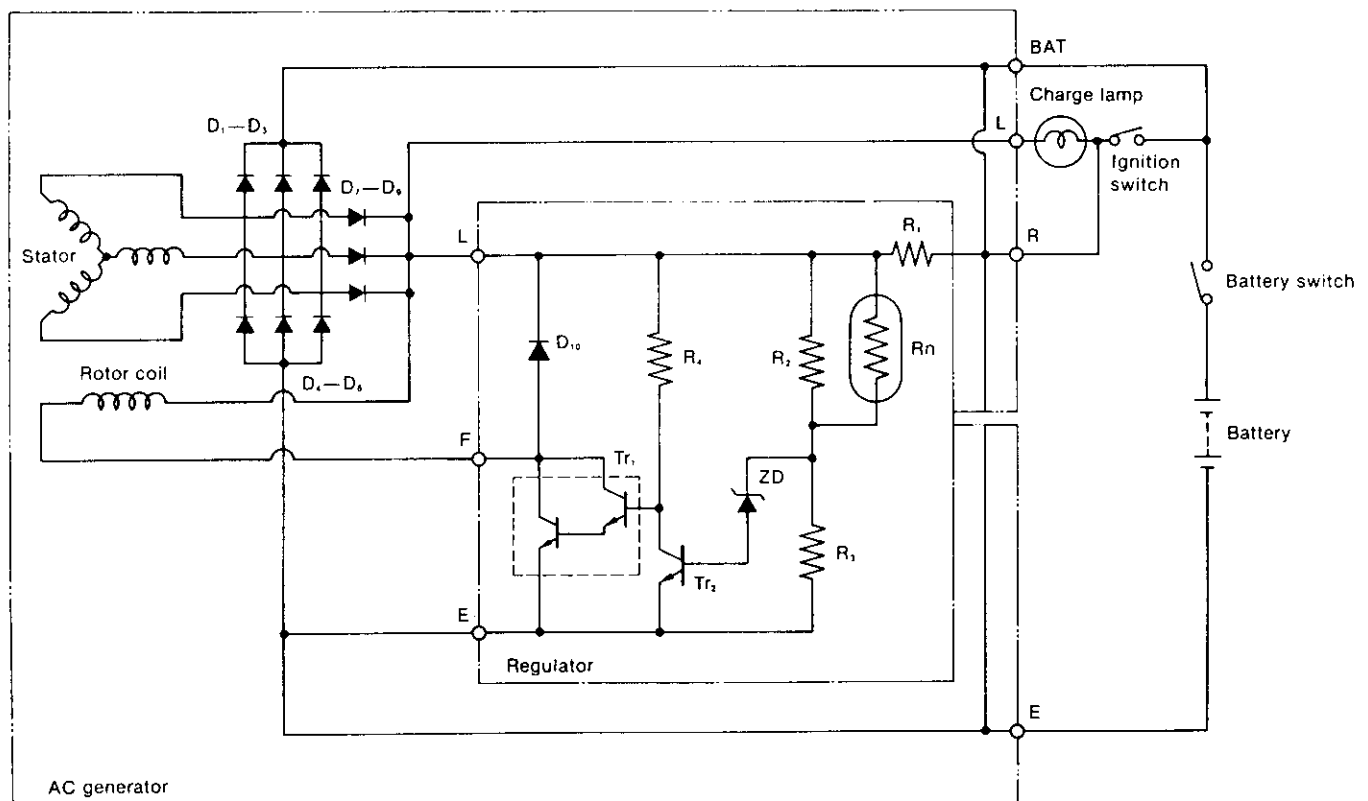 BAT
Charge lamp
D₁—D₃
L
Ignition
switch
D₇—D₉
R₁
R
L
Stator
Battery switch
D₁₀
R₄
R₂
Rn
Rotor coil
D₄—D₆
Battery
F
Tr₁
ZD
R₃
Tr₂
E
Regulator
E
AC generator